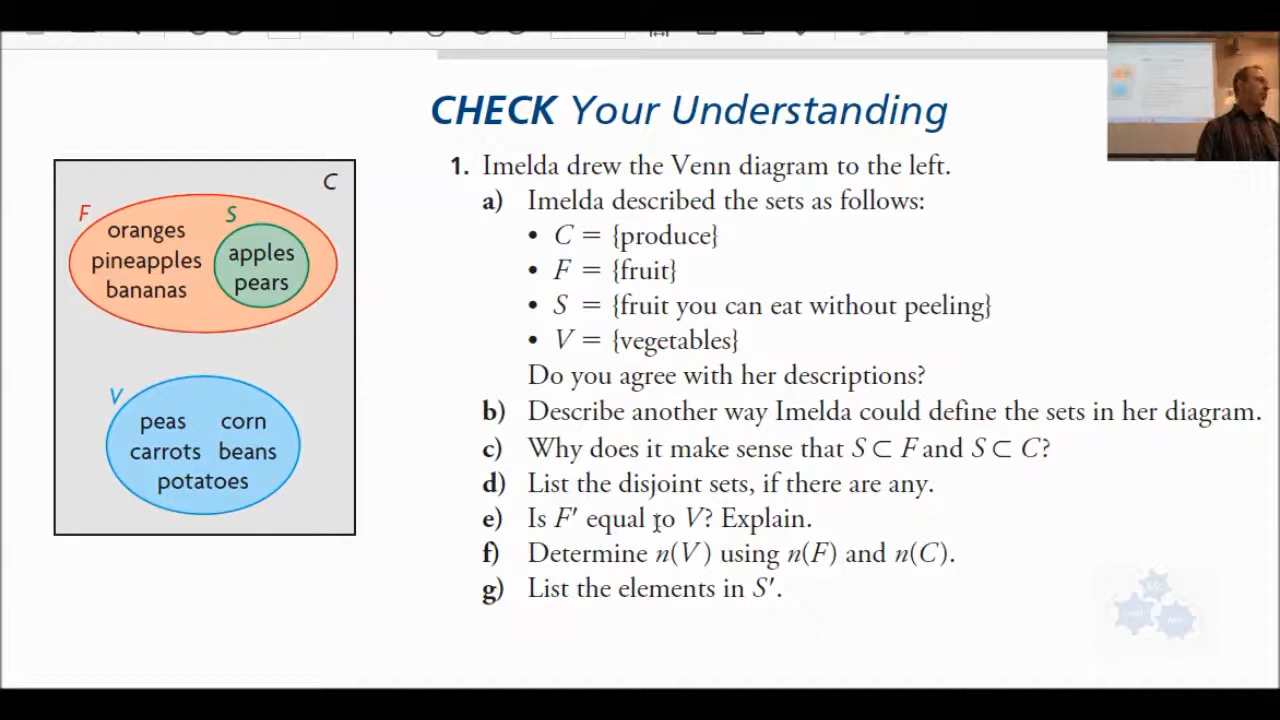 CHECK Your Understanding
1. Imelda drew the Venn diagram to the left.
a) Imelda described the sets as follows:
• C = {produce}
• F = {fruit}
• S = {fruit you can eat without peeling}
• V = {vegetables}
Do you agree with her descriptions?
b) Describe another way Imelda could define the sets in her diagram.
c) Why does it make sense that S ⊂ F and S ⊂ C?
d) List the disjoint sets, if there are any.
e) Is F′ equal to V? Explain.
f) Determine n(V) using n(F) and n(C).
g) List the elements in S′.
C
F
S
oranges
pineapples
bananas
apples
pears
V
peas corn
carrots beans
potatoes